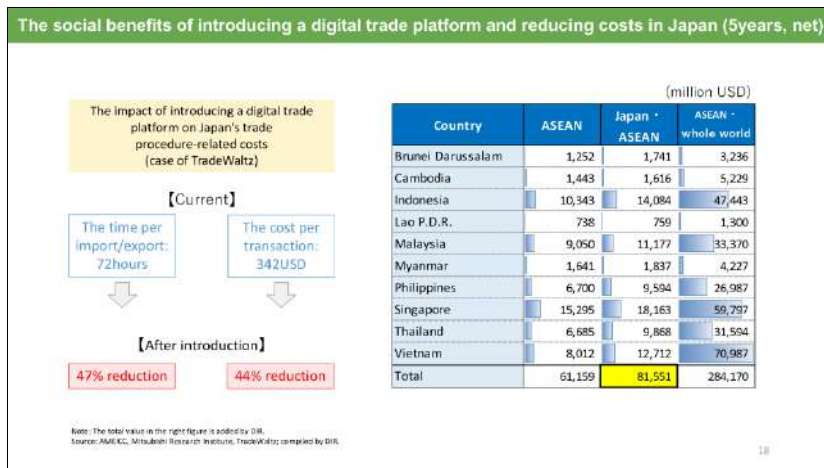 The social benefits of introducing a digital trade platform and reducing costs in Japan (5years, net)
The impact of introducing a digital trade
platform on Japan's trade
procedure-related costs
(case of TradeWaltz)
【Current】
The time per
import/export:
72hours
The cost per
transaction:
342USD
【After introduction】
47% reduction
44% reduction
(million USD)
Country ASEAN Japan・ASEAN ASEAN・whole world
Brunei Darussalam 1,252 1,741 3,236
Cambodia 1,443 1,616 5,229
Indonesia 10,343 14,084 47,443
Lao P.D.R. 738 759 1,300
Malaysia 9,050 11,177 33,370
Myanmar 1,641 1,837 4,227
Philippines 6,700 9,594 26,987
Singapore 15,295 18,163 59,797
Thailand 6,685 9,868 31,594
Vietnam 8,012 12,712 70,987
Total 61,159 81,551 284,170
Note: The total value in the right figure is added by DIR.
Source: AMEICC, Mitsubishi Research Institute, TradeWaltz; compiled by DIR.
18